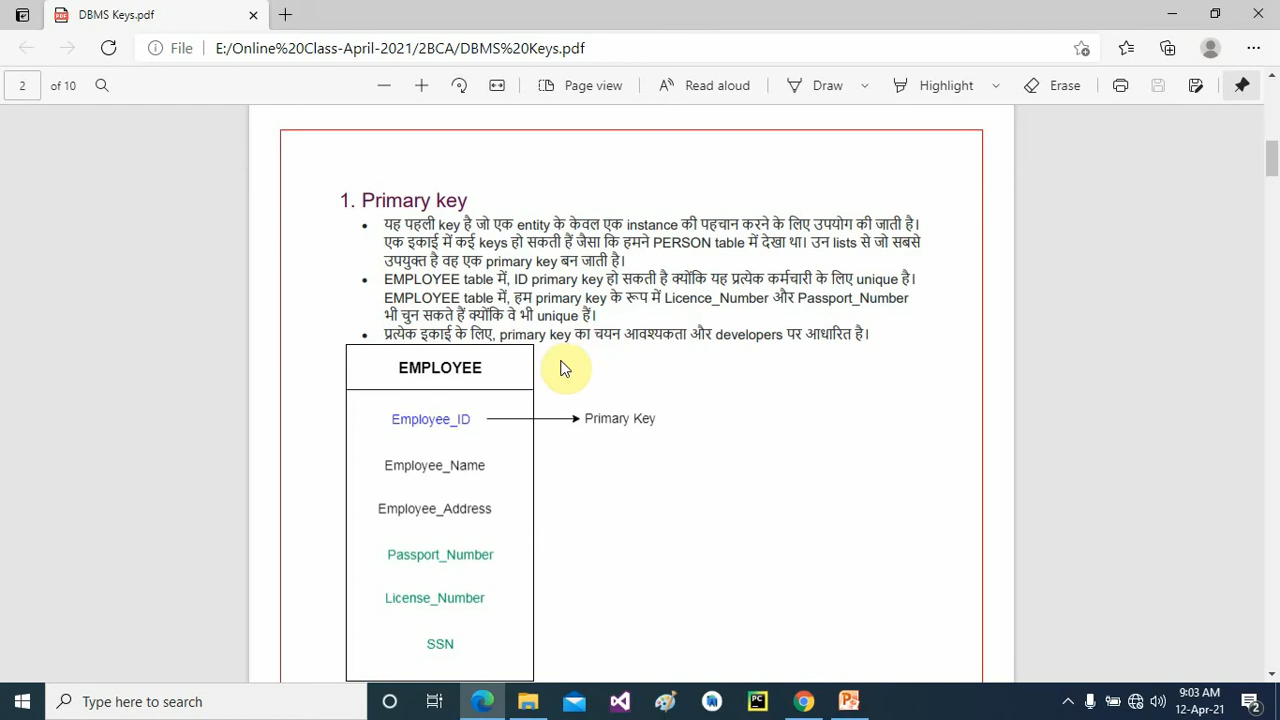 DBMS Keys.pdf
File E:/Online%20Class-April-2021/2BCA/DBMS%20Keys.pdf
2 of 10 Page view Read aloud Draw Highlight Erase
1. Primary key
यह पहली key है जो एक entity के केवल एक instance की पहचान करने के लिए उपयोग की जाती है।
एक इकाई में कई keys हो सकती हैं जैसा कि हमने PERSON table में देखा था। उन lists से जो सबसे
उपयुक्त है वह एक primary key बन जाती है।
EMPLOYEE table में, ID primary key हो सकती है क्योंकि यह प्रत्येक कर्मचारी के लिए unique है।
EMPLOYEE table में, हम primary key के रूप में Licence_Number और Passport_Number
भी चुन सकते हैं क्योंकि वे भी unique हैं।
प्रत्येक इकाई के लिए, primary key का चयन आवश्यकता और developers पर आधारित है।
EMPLOYEE
Employee_ID Primary Key
Employee_Name
Employee_Address
Passport_Number
License_Number
SSN
Type here to search
9:03 AM
12-Apr-21
2